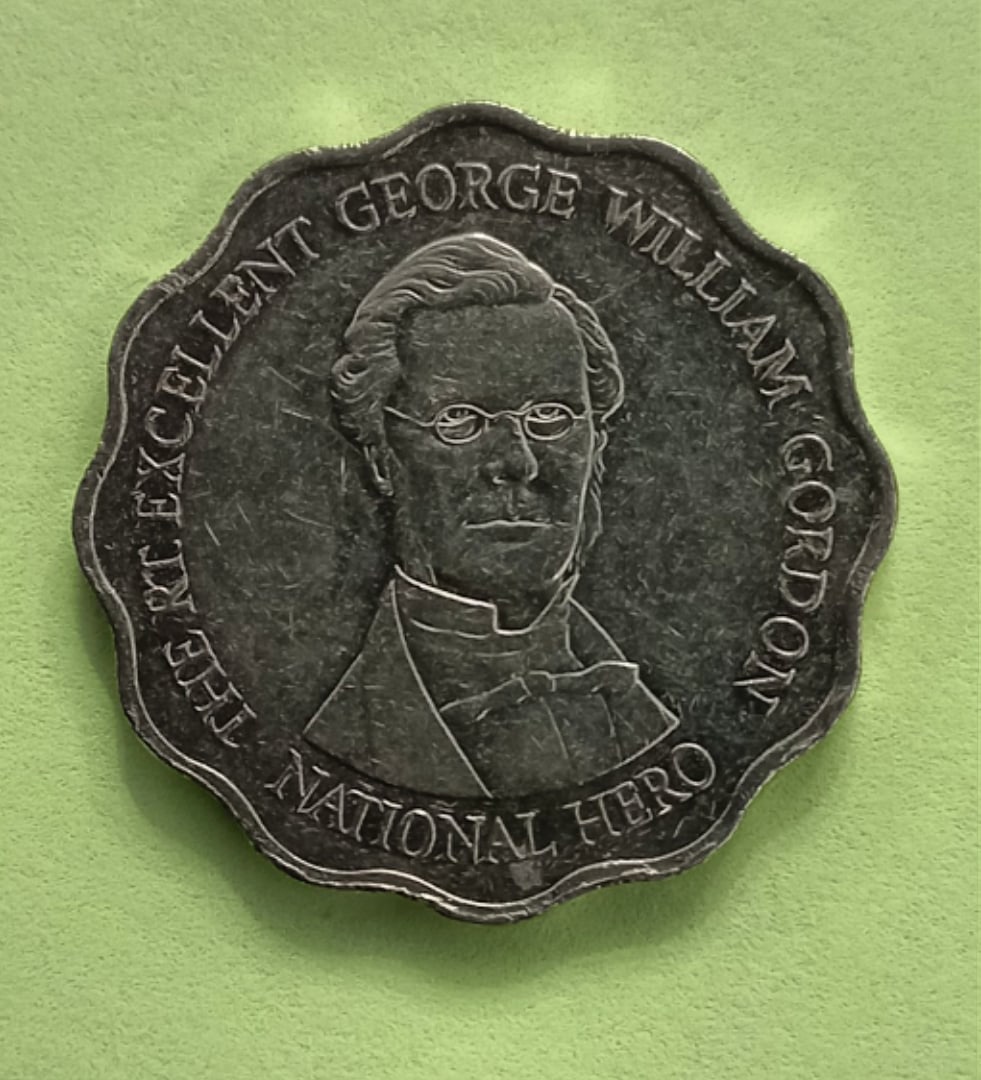 THE RT. EXCELLENT GEORGE WILLIAM GORDON
NATIONAL HERO